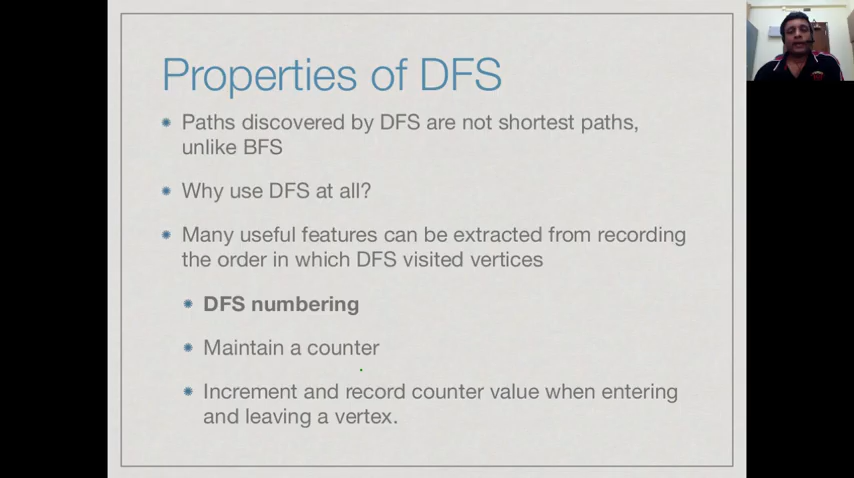 Properties of DFS
Paths discovered by DFS are not shortest paths,
unlike BFS
Why use DFS at all?
Many useful features can be extracted from recording
the order in which DFS visited vertices
DFS numbering
Maintain a counter
Increment and record counter value when entering
and leaving a vertex.